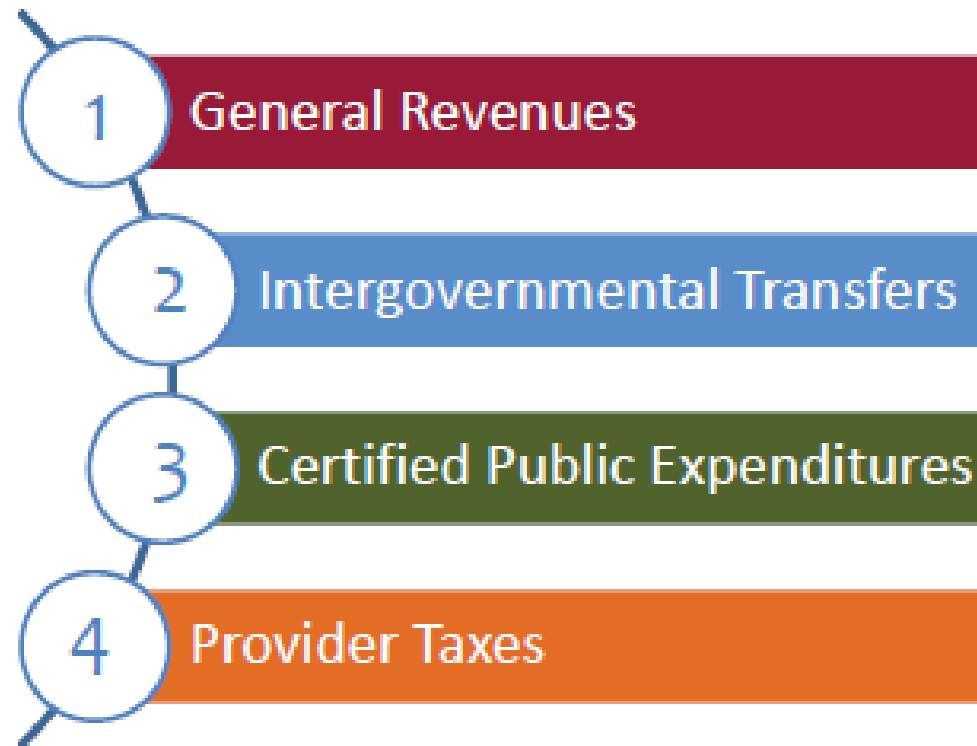 1 General Revenues
2 Intergovernmental Transfers
3 Certified Public Expenditures
4 Provider Taxes